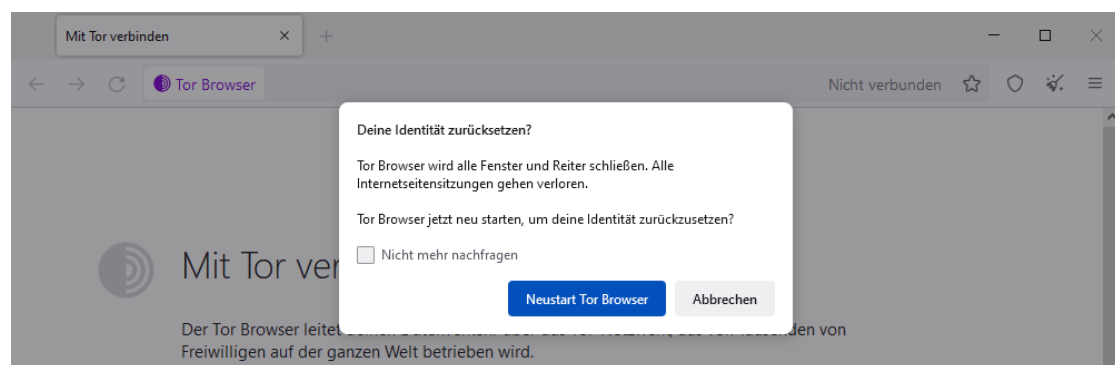 Mit Tor verbinden
Tor Browser
Nicht verbunden
Deine Identität zurücksetzen?
Tor Browser wird alle Fenster und Reiter schließen. Alle
Internetseitensitzungen gehen verloren.
Tor Browser jetzt neu starten, um deine Identität zurückzusetzen?
Nicht mehr nachfragen
Neustart Tor Browser
Abbrechen
Mit Tor ver
Der Tor Browser leitet
den von
Freiwilligen auf der ganzen Welt betrieben wird.